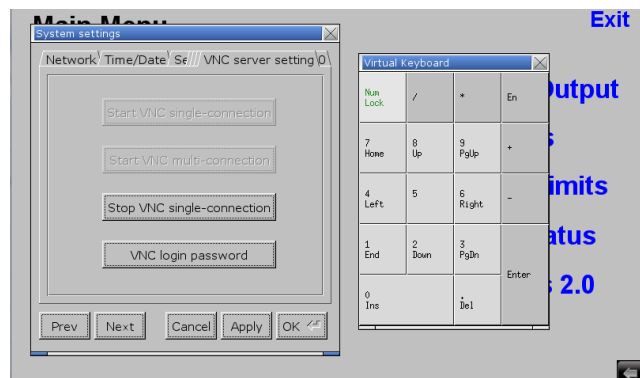 Main Menu
Exit
System settings
Network Time/Date Se VNC server setting 0
Start VNC single-connection
Start VNC multi-connection
Stop VNC single-connection
VNC login password
Prev Next Cancel Apply OK
Virtual Keyboard
Num Lock / * En
7 Home 8 Up 9 PgUp +
4 Left 5 6 Right -
1 End 2 Down 3 PgDn Enter
0 Ins . Del
utput
s
imits
atus
s 2.0